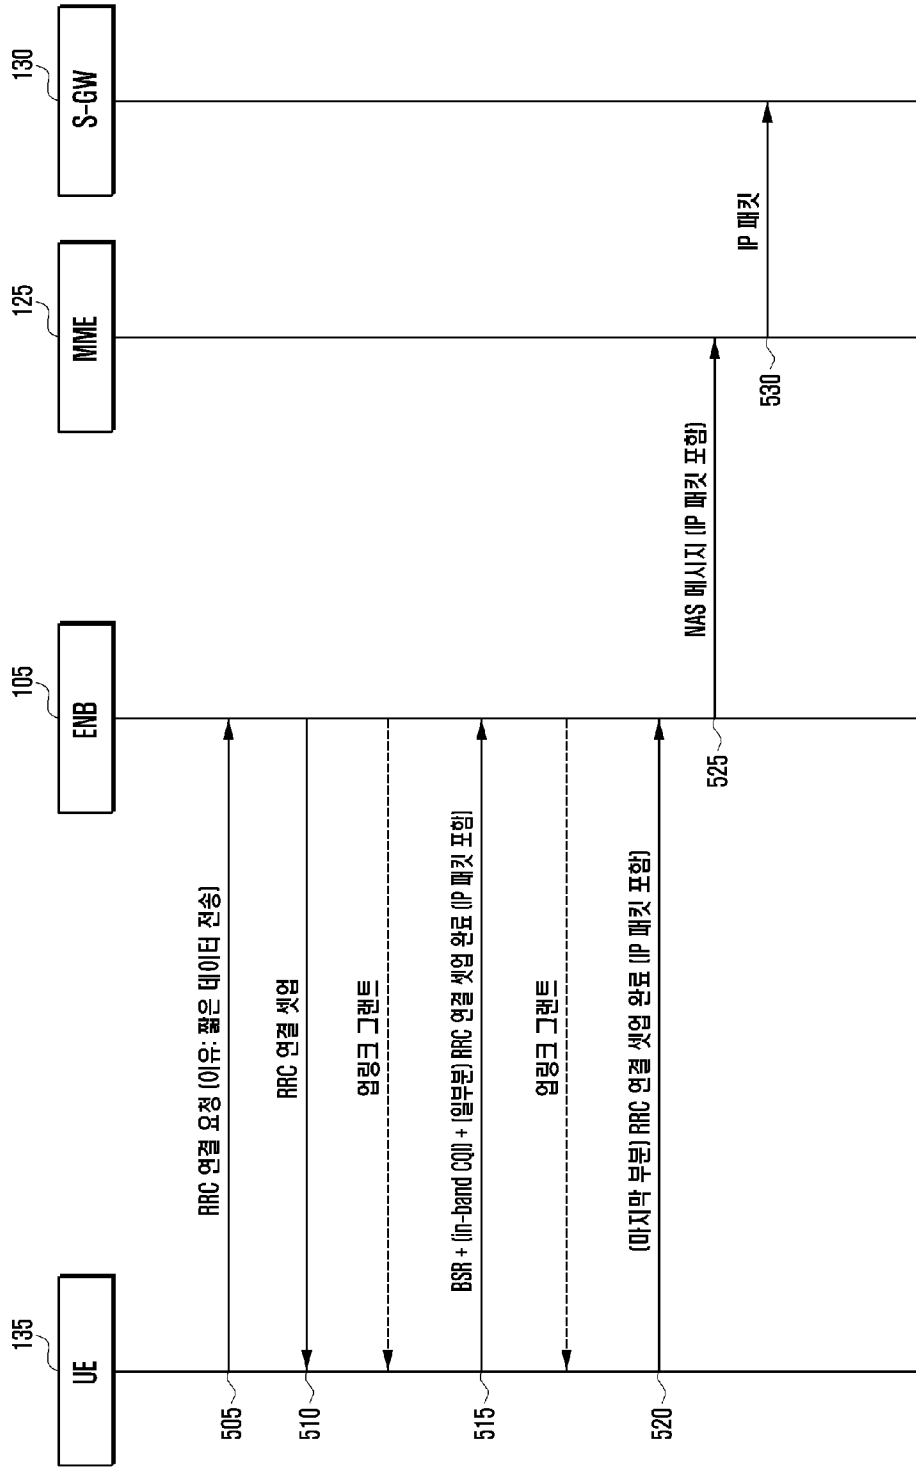 135
UE
105
ENB
125
MME
130
S-GW
505
RRC 연결 요청 (이유: 짧은 데이터 전송)
510
RRC 연결 셋업
업링크 그랜트
515
BSR + (in-band CQI) + (일부분) RRC 연결 셋업 완료 (IP 패킷 포함)
업링크 그랜트
520
(마지막 부분) RRC 연결 셋업 완료 (IP 패킷 포함)
525
NAS 메시지 (IP 패킷 포함)
530
IP 패킷